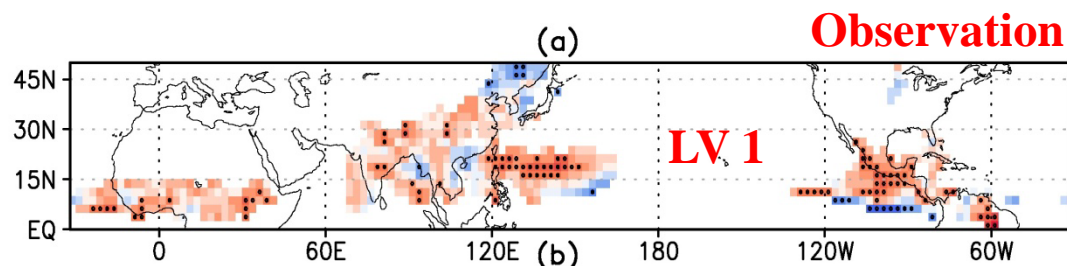 Observation
(a)
45N
30N
LV 1
15N
EQ
0
60E
120E
180
120W
60W
(b)